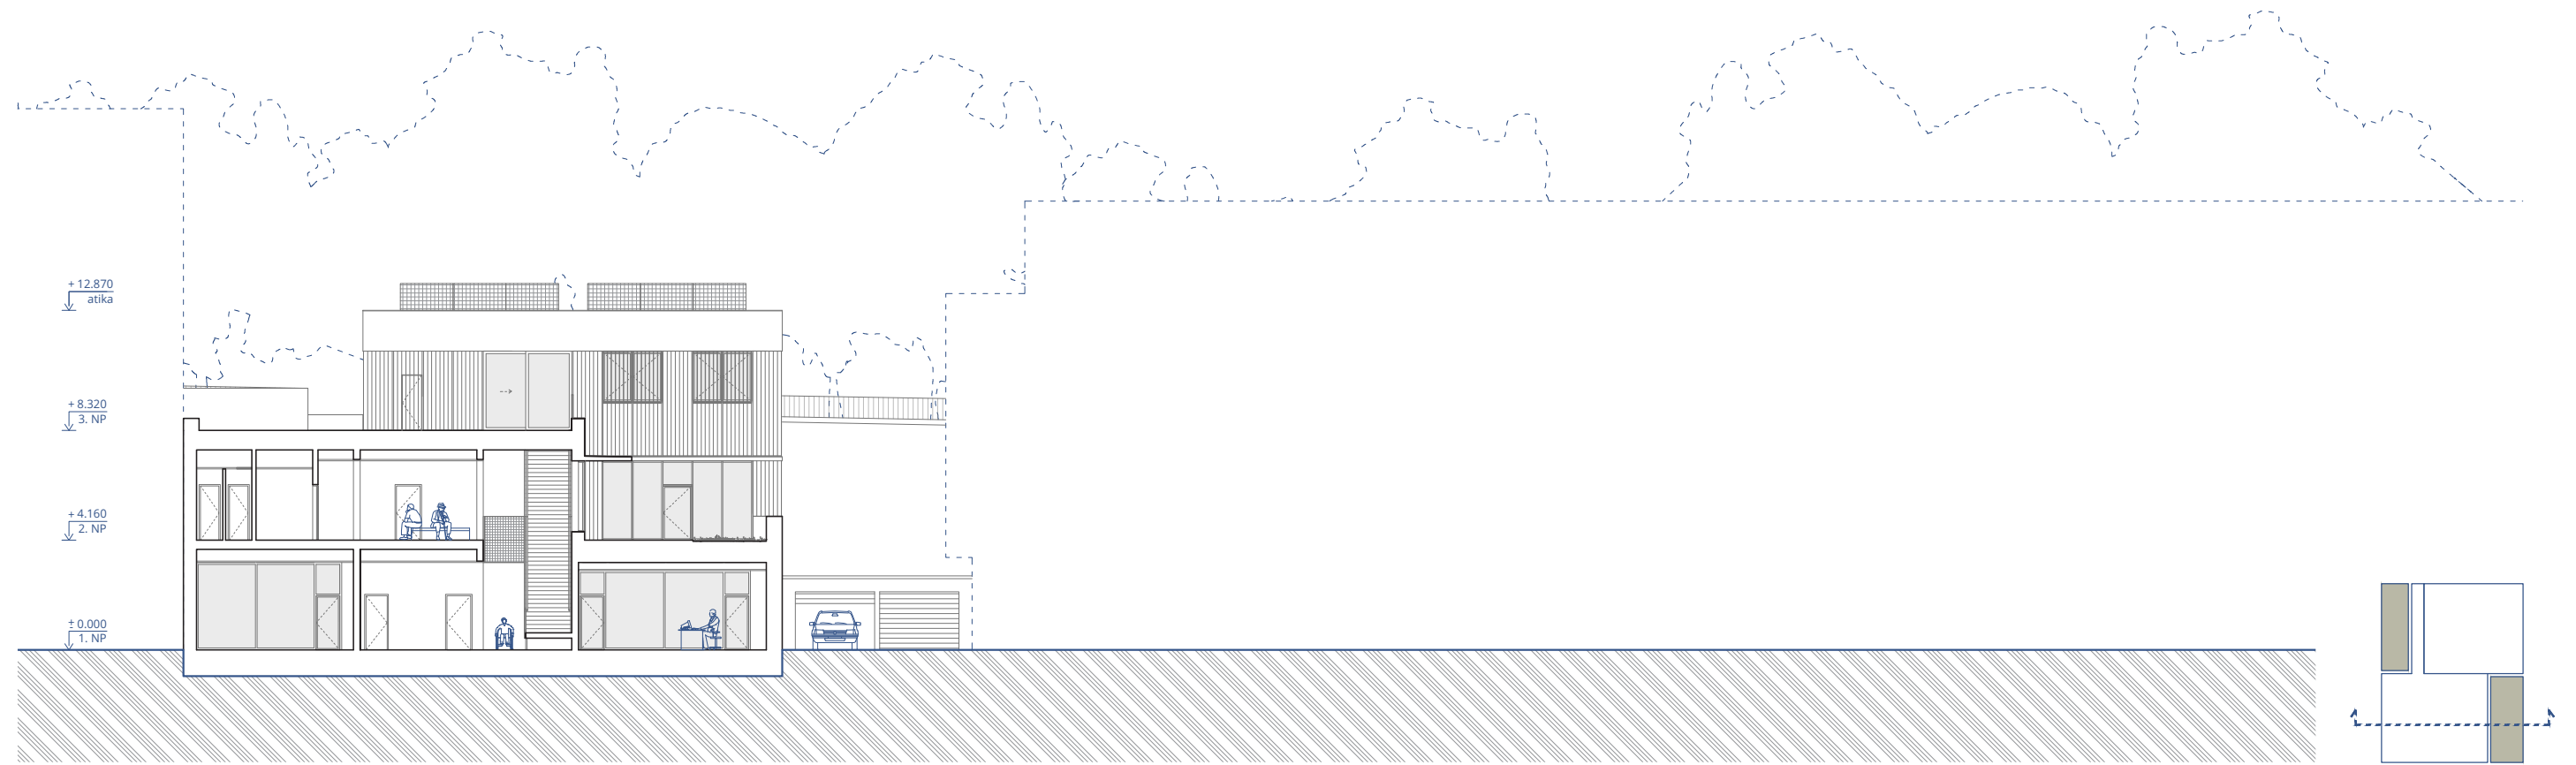 + 12.870
atika
+ 8.320
3. NP
+ 4.160
2. NP
± 0.000
1. NP